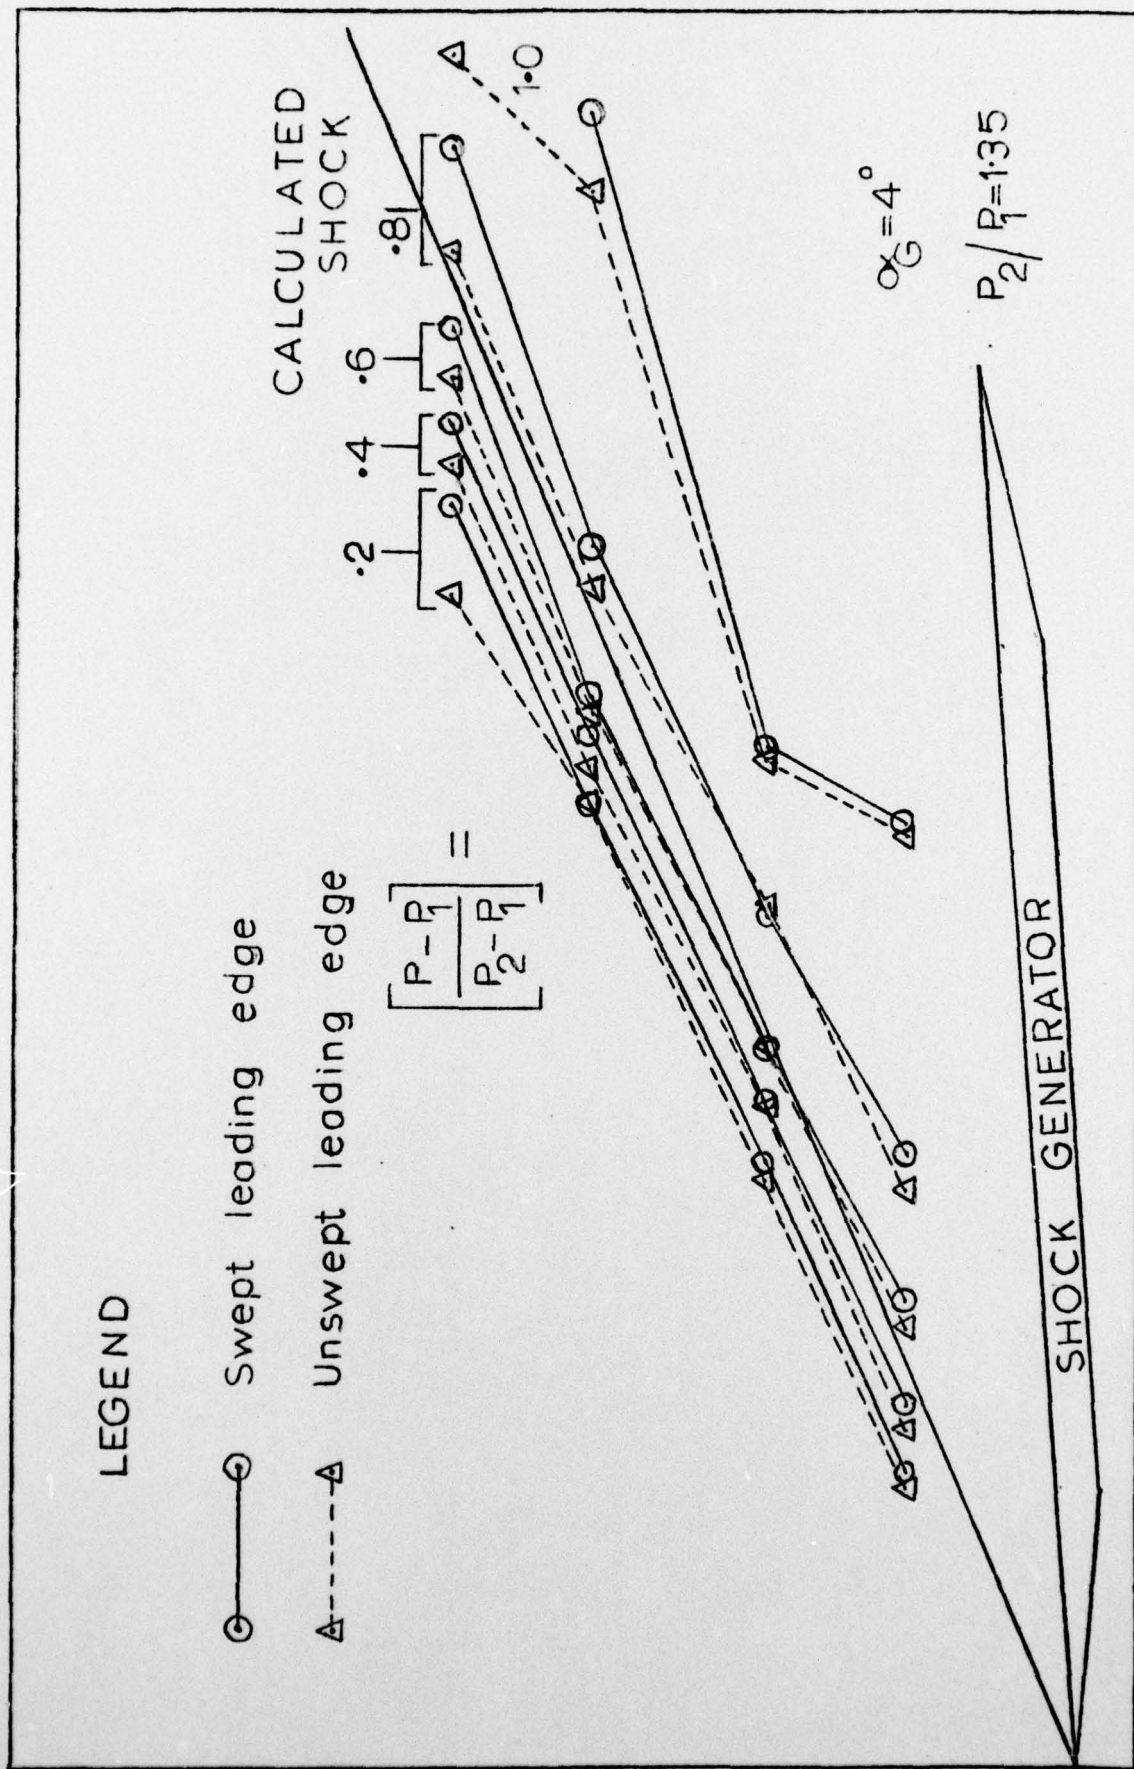 LEGEND
Swept leading edge
Unswept leading edge
[P-P1 / P2-P1] =
CALCULATED
SHOCK
.2
.4
.6
.8
1.0
αG=4°
P2/P1=1.35
SHOCK GENERATOR